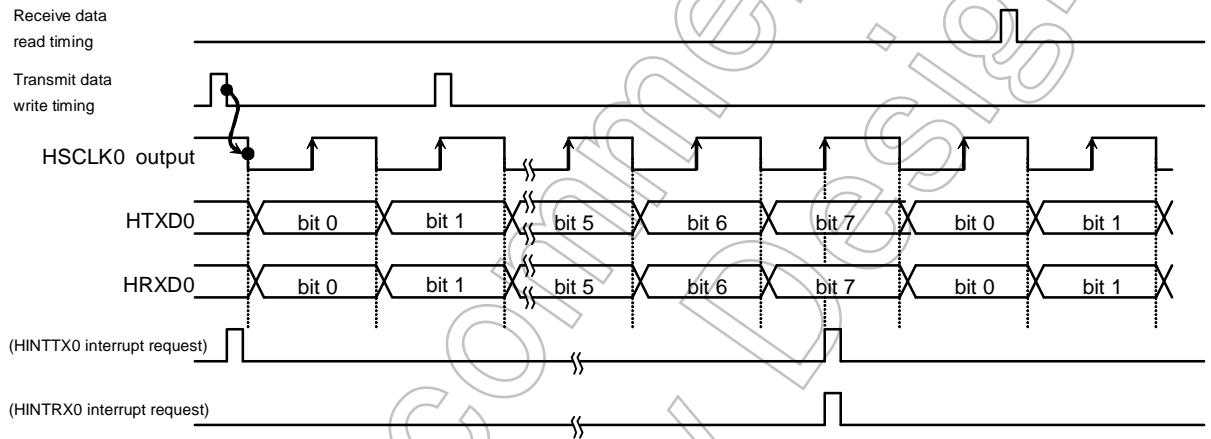 Receive data
read timing
Transmit data
write timing
HSCLK0 output
HTXD0 bit 0 bit 1 bit 5 bit 6 bit 7 bit 0 bit 1
HRXD0 bit 0 bit 1 bit 5 bit 6 bit 7 bit 0 bit 1
(HINTTX0 interrupt request)
(HINTRX0 interrupt request)